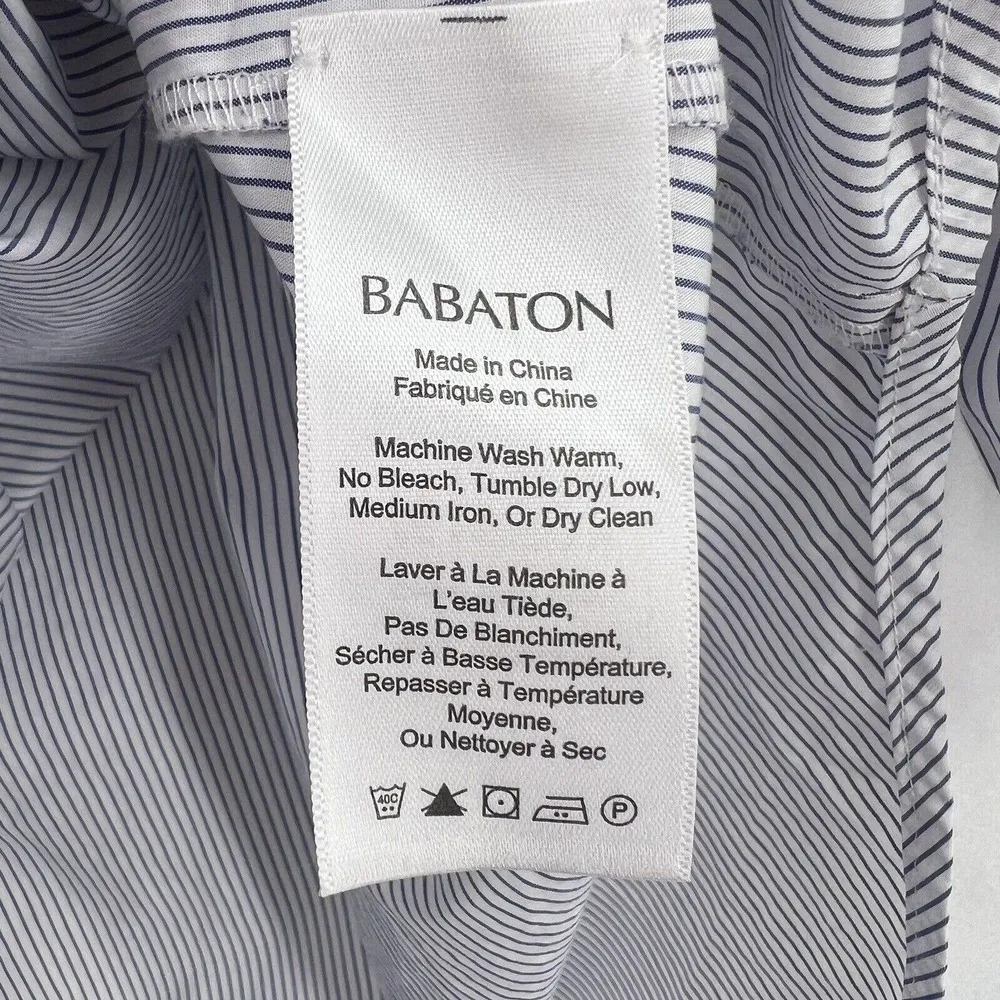 BABATON
Made in China
Fabriqué en Chine
Machine Wash Warm,
No Bleach, Tumble Dry Low,
Medium Iron, Or Dry Clean
Laver à La Machine à
L'eau Tiède,
Pas De Blanchiment,
Sécher à Basse Température,
Repasser à Température
Moyenne,
Ou Nettoyer à Sec
40C P